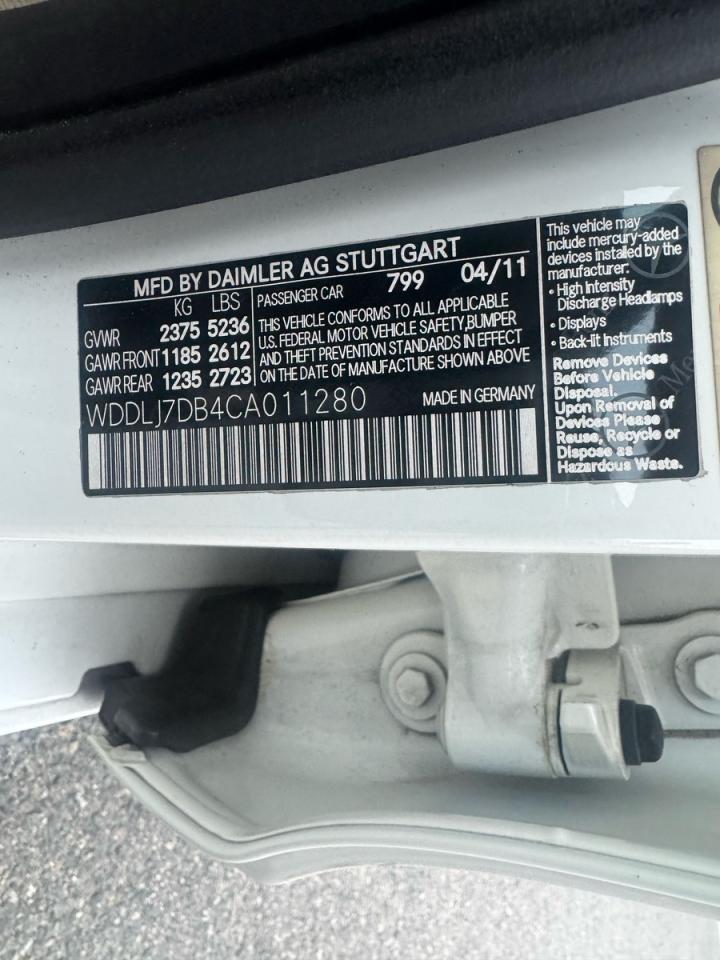 MFD BY DAIMLER AG STUTTGART
KG LBS
GVWR 2375 5236
GAWR FRONT 1185 2612
GAWR REAR 1235 2723
PASSENGER CAR 799 04/11
THIS VEHICLE CONFORMS TO ALL APPLICABLE
U.S. FEDERAL MOTOR VEHICLE SAFETY,BUMPER
AND THEFT PREVENTION STANDARDS IN EFFECT
ON THE DATE OF MANUFACTURE SHOWN ABOVE
WDDLJ7DB4CA011280 MADE IN GERMANY
This vehicle may
include mercury-added
devices installed by the
manufacturer:
• High Intensity
Discharge Headlamps
• Displays
• Back-lit Instruments
Remove Devices
Before Vehicle
Disposal.
Upon Removal of
Devices Please
Reuse, Recycle or
Dispose as
Hazardous Waste.